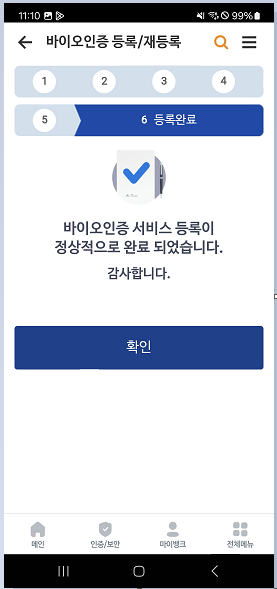 11:10 99%
바이오인증 등록/재등록
1 2 3 4
5 6 등록완료
바이오인증 서비스 등록이
정상적으로 완료 되었습니다.
감사합니다.
확인
메인 인증/보안 마이뱅크 전체메뉴